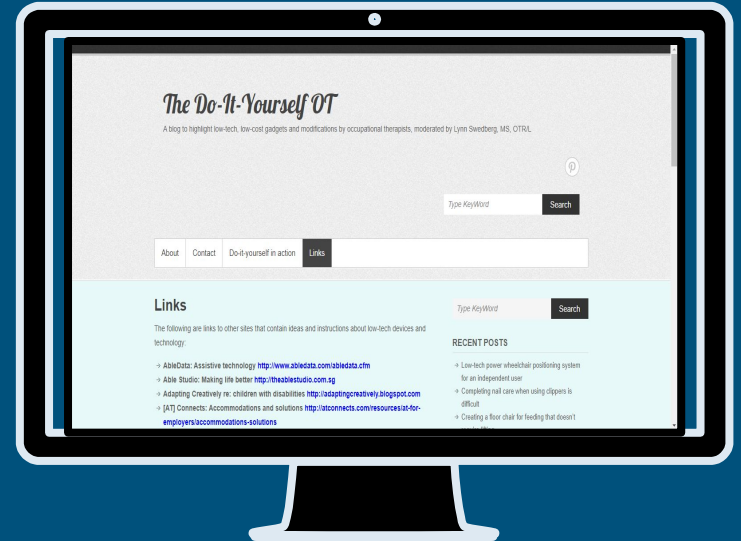 The Do-It-Yourself OT
A blog to highlight low-tech, low-cost gadgets and modifications by occupational therapists, moderated by Lynn Swedberg, MS, OTR/L
Type KeyWord
Search
About
Contact
Do-it-yourself in action
Links
Links
The following are links to other sites that contain ideas and instructions about low-tech devices and
technology:
AbleData: Assistive technology http://www.abledata.com/abledata.cfm
Able Studio: Making life better http://theablestudio.com.sg
Adapting Creatively re: children with disabilities http://adaptingcreatively.blogspot.com
[AT] Connects: Accommodations and solutions http://atconnects.com/resources/at-for-
employers/accommodations-solutions
Type KeyWord
Search
RECENT POSTS
Low-tech power wheelchair positioning system
for an independent user
Completing nail care when using clippers is
difficult
Creating a floor chair for feeding that doesn't